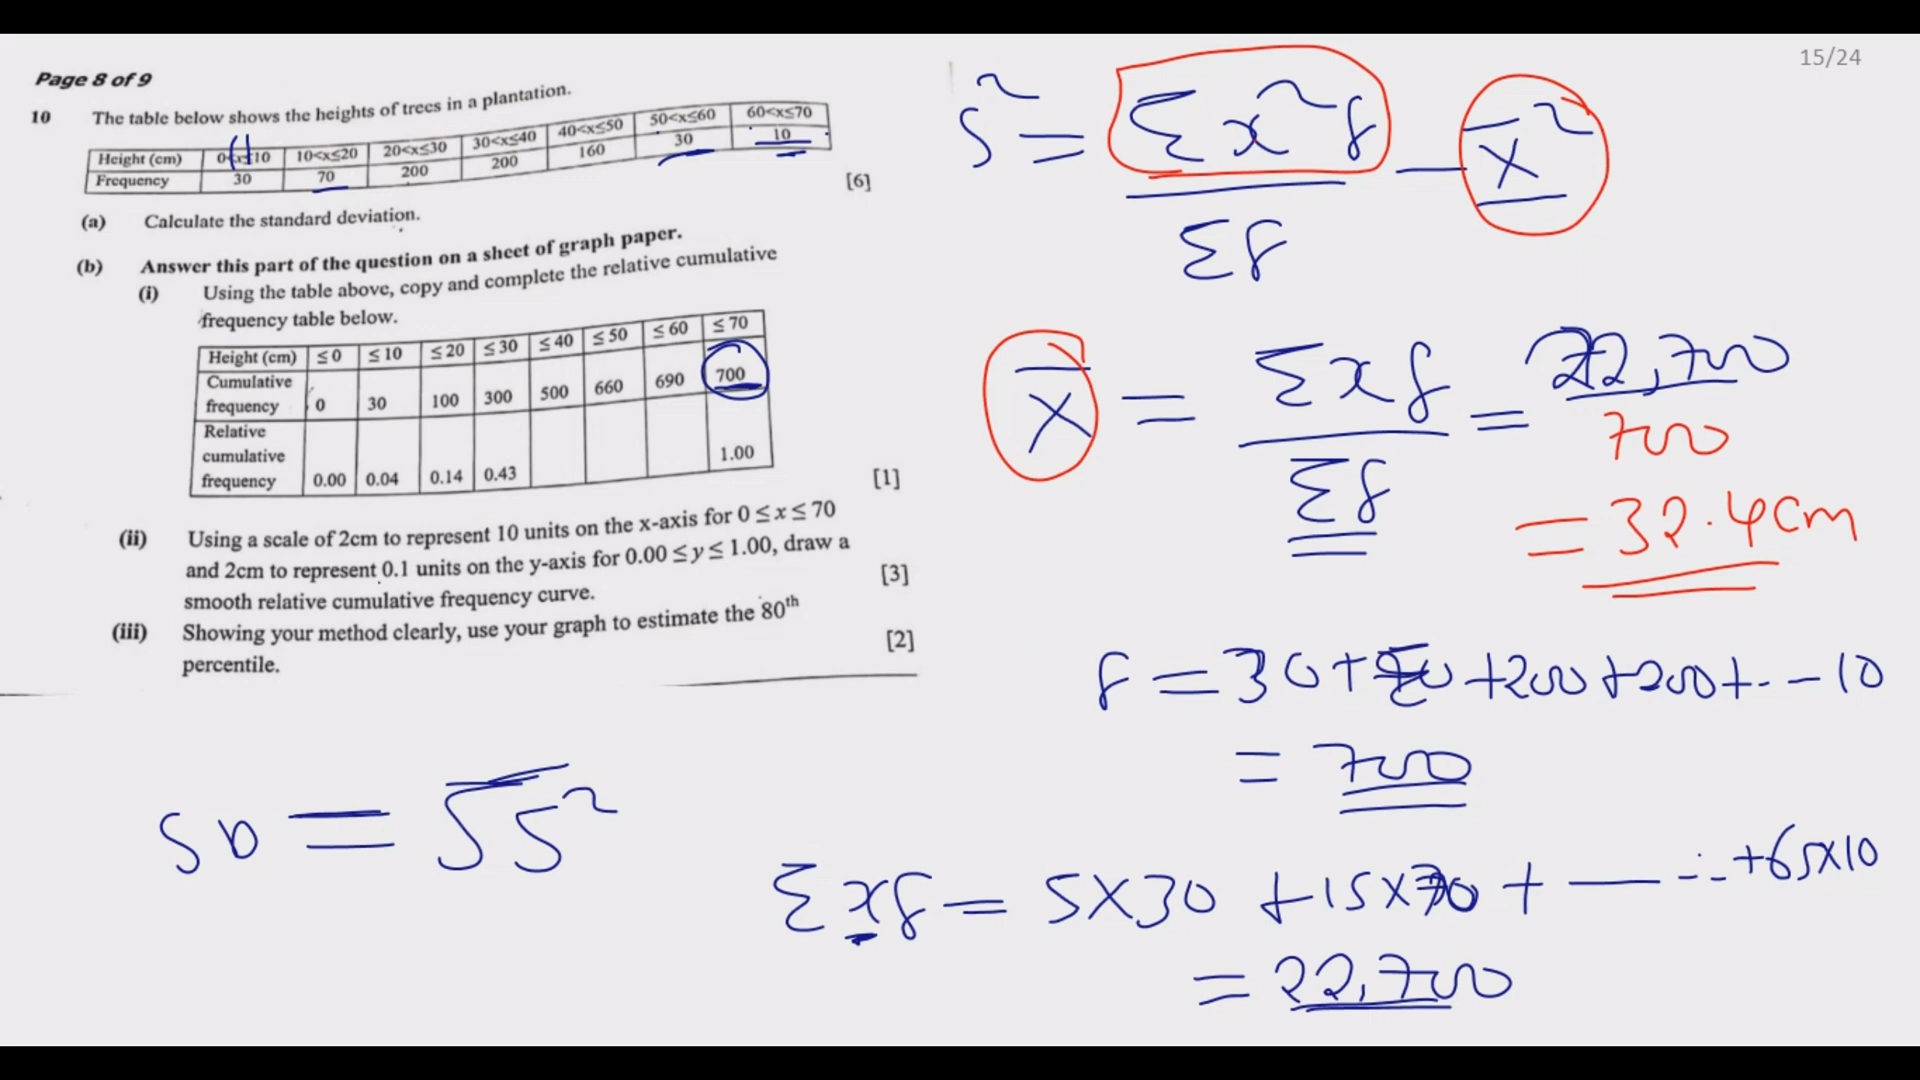 15/24
Page 8 of 9
10 The table below shows the heights of trees in a plantation.
Height (cm) 0<x≤10 10<x≤20 20<x≤30 30<x≤40 40<x≤50 50<x≤60 60<x≤70
Frequency 30 70 200 200 160 30 10
[6]
(a) Calculate the standard deviation.
(b) Answer this part of the question on a sheet of graph paper.
(i) Using the table above, copy and complete the relative cumulative
frequency table below.
Height (cm) ≤0 ≤10 ≤20 ≤30 ≤40 ≤50 ≤60 ≤70
Cumulative
frequency 0 30 100 300 500 660 690 700
Relative
cumulative
frequency 0.00 0.04 0.14 0.43 1.00
[1]
(ii) Using a scale of 2cm to represent 10 units on the x-axis for 0≤x≤70
and 2cm to represent 0.1 units on the y-axis for 0.00≤y≤1.00, draw a
smooth relative cumulative frequency curve. [3]
(iii) Showing your method clearly, use your graph to estimate the 80th
percentile. [2]
SD = √S²
S² = Σx²f / Σf − x̄²
x̄ = Σxf / Σf = 22,700 / 700
= 32.4cm
f = 30+70+200+200+--10
= 700
Σxf = 5×30 +15×70 + — --- +65×10
= 22,700